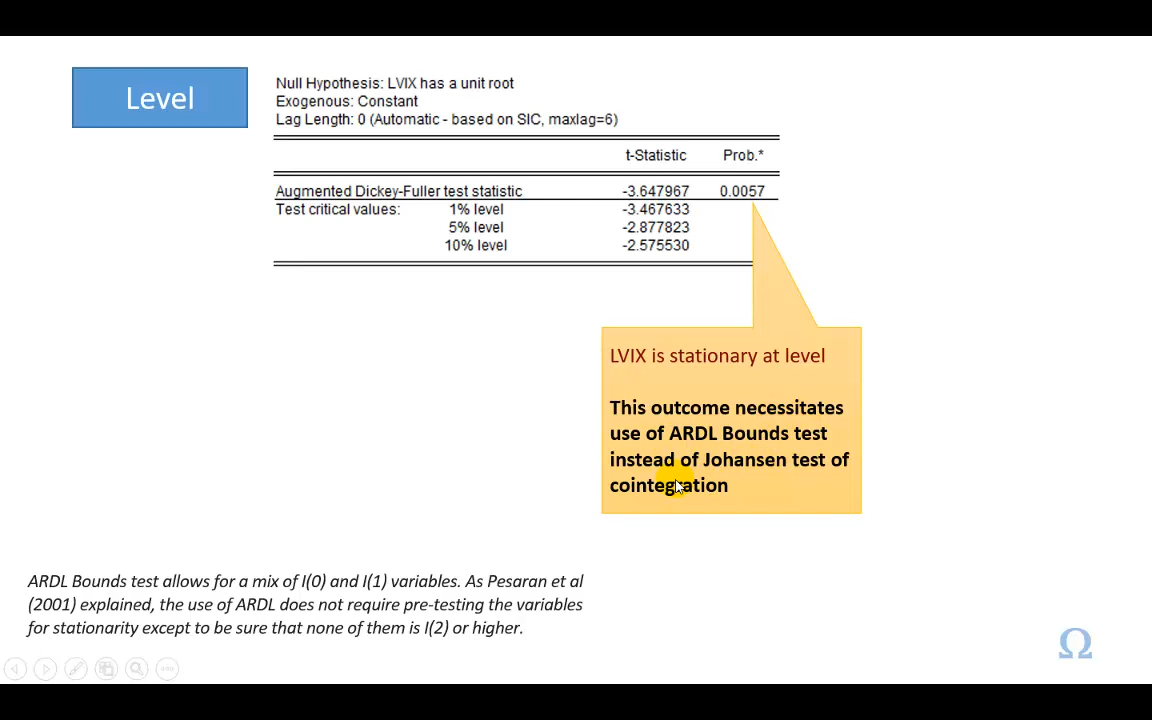 Level
Null Hypothesis: LVIX has a unit root
Exogenous: Constant
Lag Length: 0 (Automatic - based on SIC, maxlag=6)
t-Statistic Prob.*
Augmented Dickey-Fuller test statistic -3.647967 0.0057
Test critical values: 1% level -3.467633
5% level -2.877823
10% level -2.575530
LVIX is stationary at level
This outcome necessitates
use of ARDL Bounds test
instead of Johansen test of
cointegration
ARDL Bounds test allows for a mix of I(0) and I(1) variables. As Pesaran et al
(2001) explained, the use of ARDL does not require pre-testing the variables
for stationarity except to be sure that none of them is I(2) or higher.
Ω